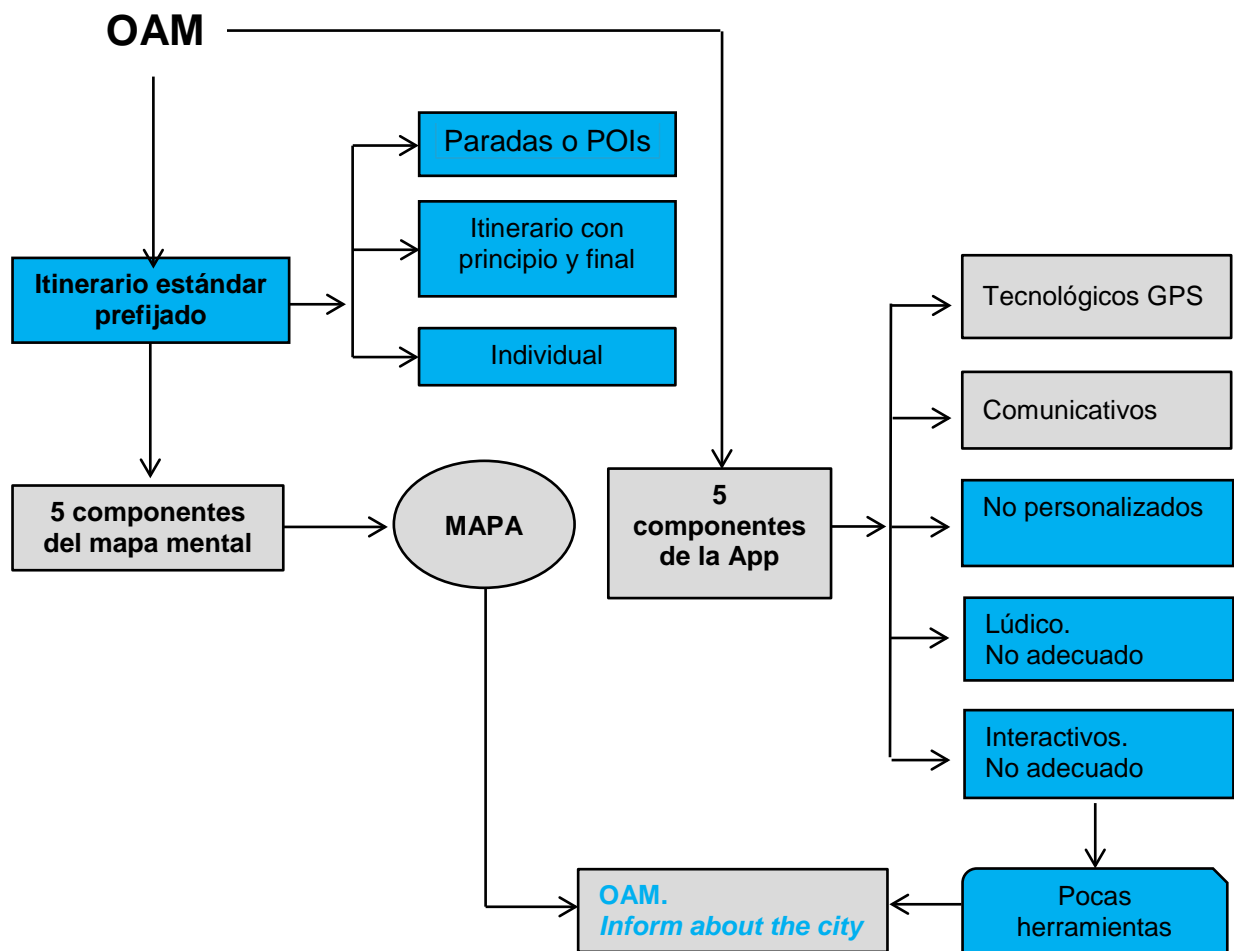 OAM
Paradas o POIs
Itinerario con
principio y final
Itinerario estándar
prefijado
Individual
Tecnológicos GPS
Comunicativos
5 componentes
del mapa mental
MAPA
5
componentes
de la App
No personalizados
Lúdico.
No adecuado
Interactivos.
No adecuado
OAM.
Inform about the city
Pocas
herramientas